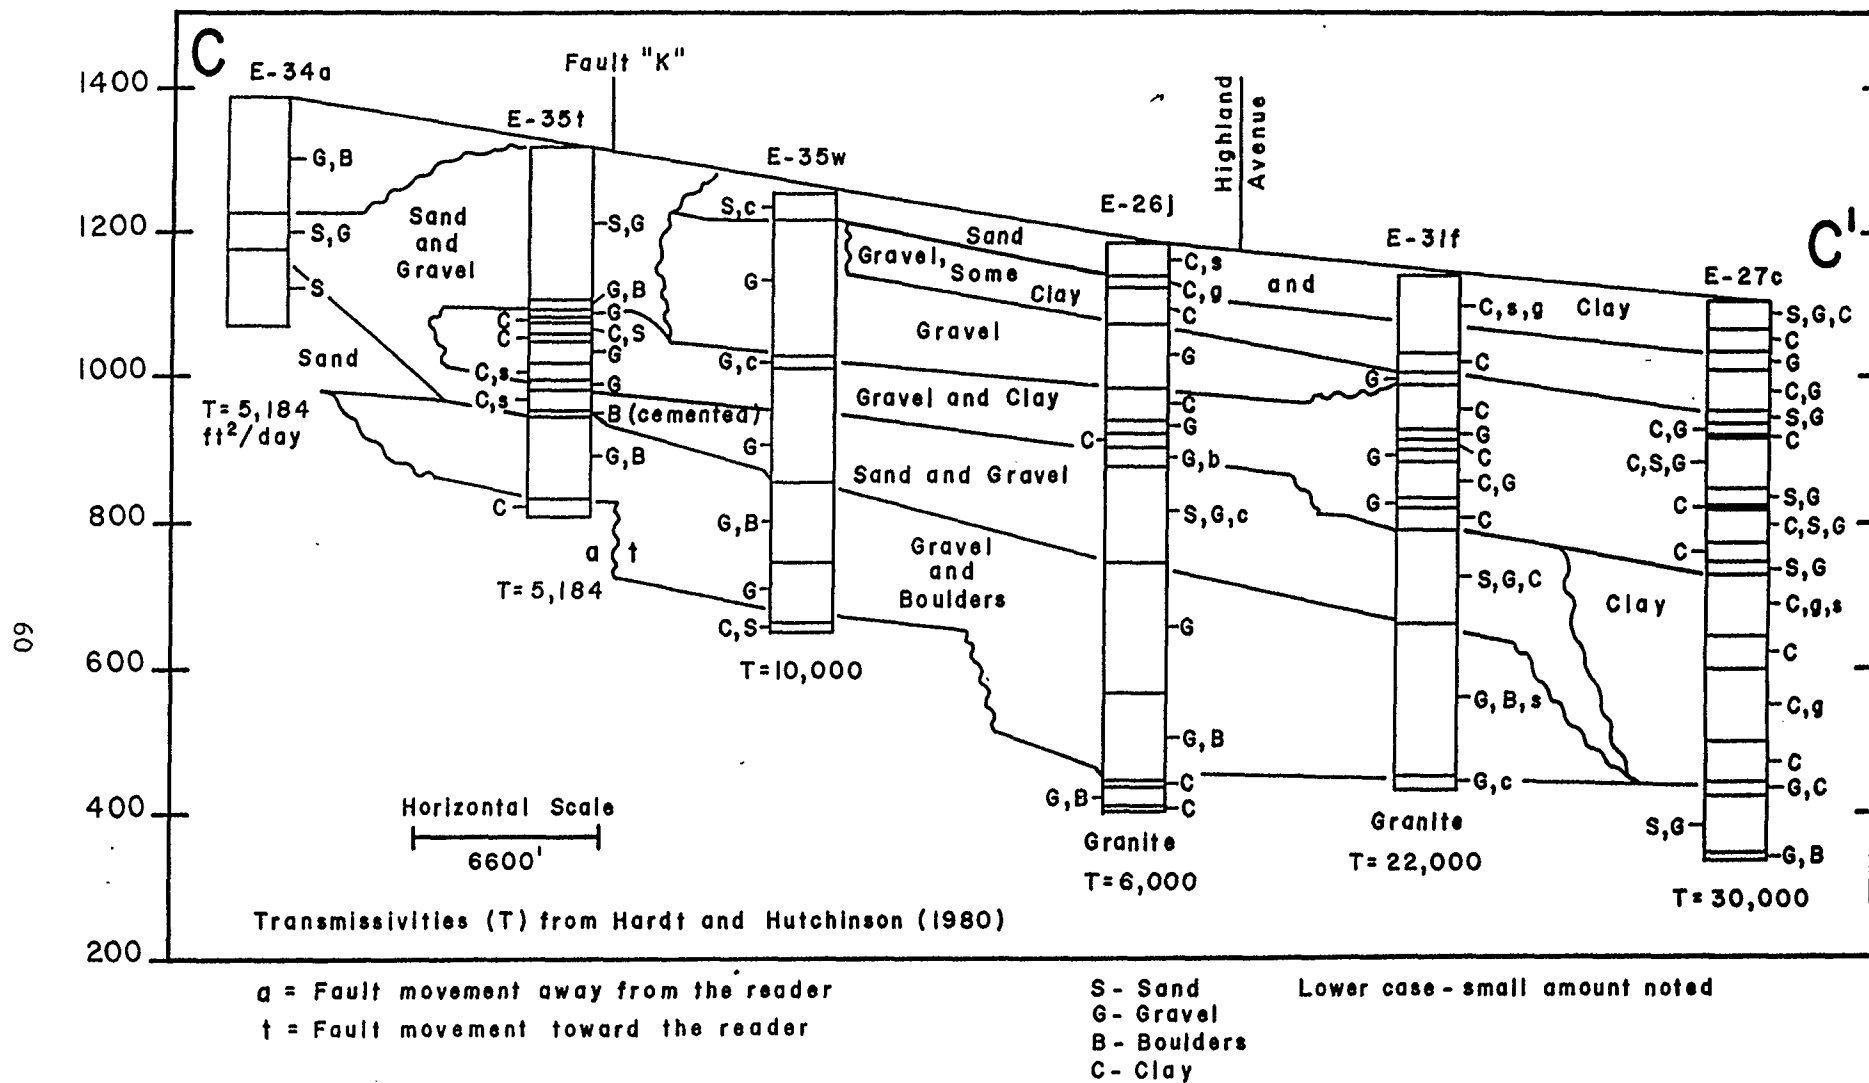 C
C'
1400
1200
1000
800
600
400
200
60
E-34a
G,B
S,G
S
T=5,184
ft²/day
Fault "K"
E-35t
S,G
G,B
G
C
C,S
C
G
C,s
G
C,s
B (cemented)
G,B
C
a t
T=5,184
Sand
and
Gravel
Sand
E-35w
S,c
G
G,c
G
G,B
G
C,S
T=10,000
Sand
and
Clay
Gravel,
Some
Clay
Gravel
Gravel and Clay
Sand and Gravel
Gravel
and
Boulders
Clay
E-26j
C,s
C,g
C
G
C
G
C
G,b
S,G,c
G
G,B
C
G,B
C
Granite
T=6,000
Highland
Avenue
E-31f
C,s,g
C
G
C
G
C
G
C,G
G
C
S,G,C
G,B,s
G,c
Granite
T=22,000
E-27c
S,G,C
C
G
C,G
S,G
C,G
C
C,S,G
S,G
C
C,S,G
C
S,G
C,g,s
C
C,g
C
G,C
S,G
G,B
T=30,000
Horizontal Scale
6600'
Transmissivities (T) from Hardt and Hutchinson (1980)
a = Fault movement away from the reader
t = Fault movement toward the reader
S- Sand
G- Gravel
B- Boulders
C- Clay
Lower case - small amount noted